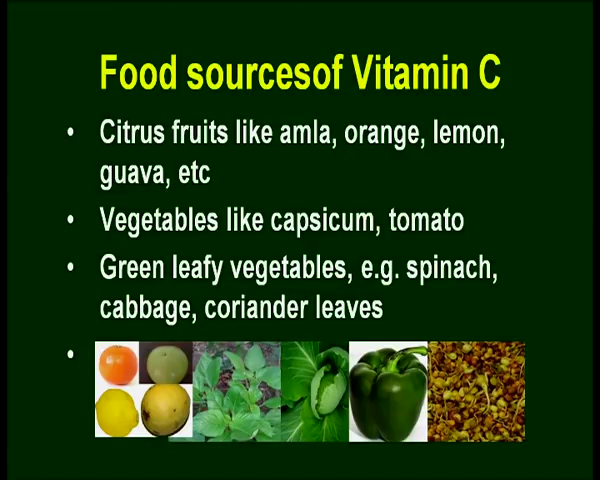 Food sourcesof Vitamin C
• Citrus fruits like amla, orange, lemon,
guava, etc
• Vegetables like capsicum, tomato
• Green leafy vegetables, e.g. spinach,
cabbage, coriander leaves
•